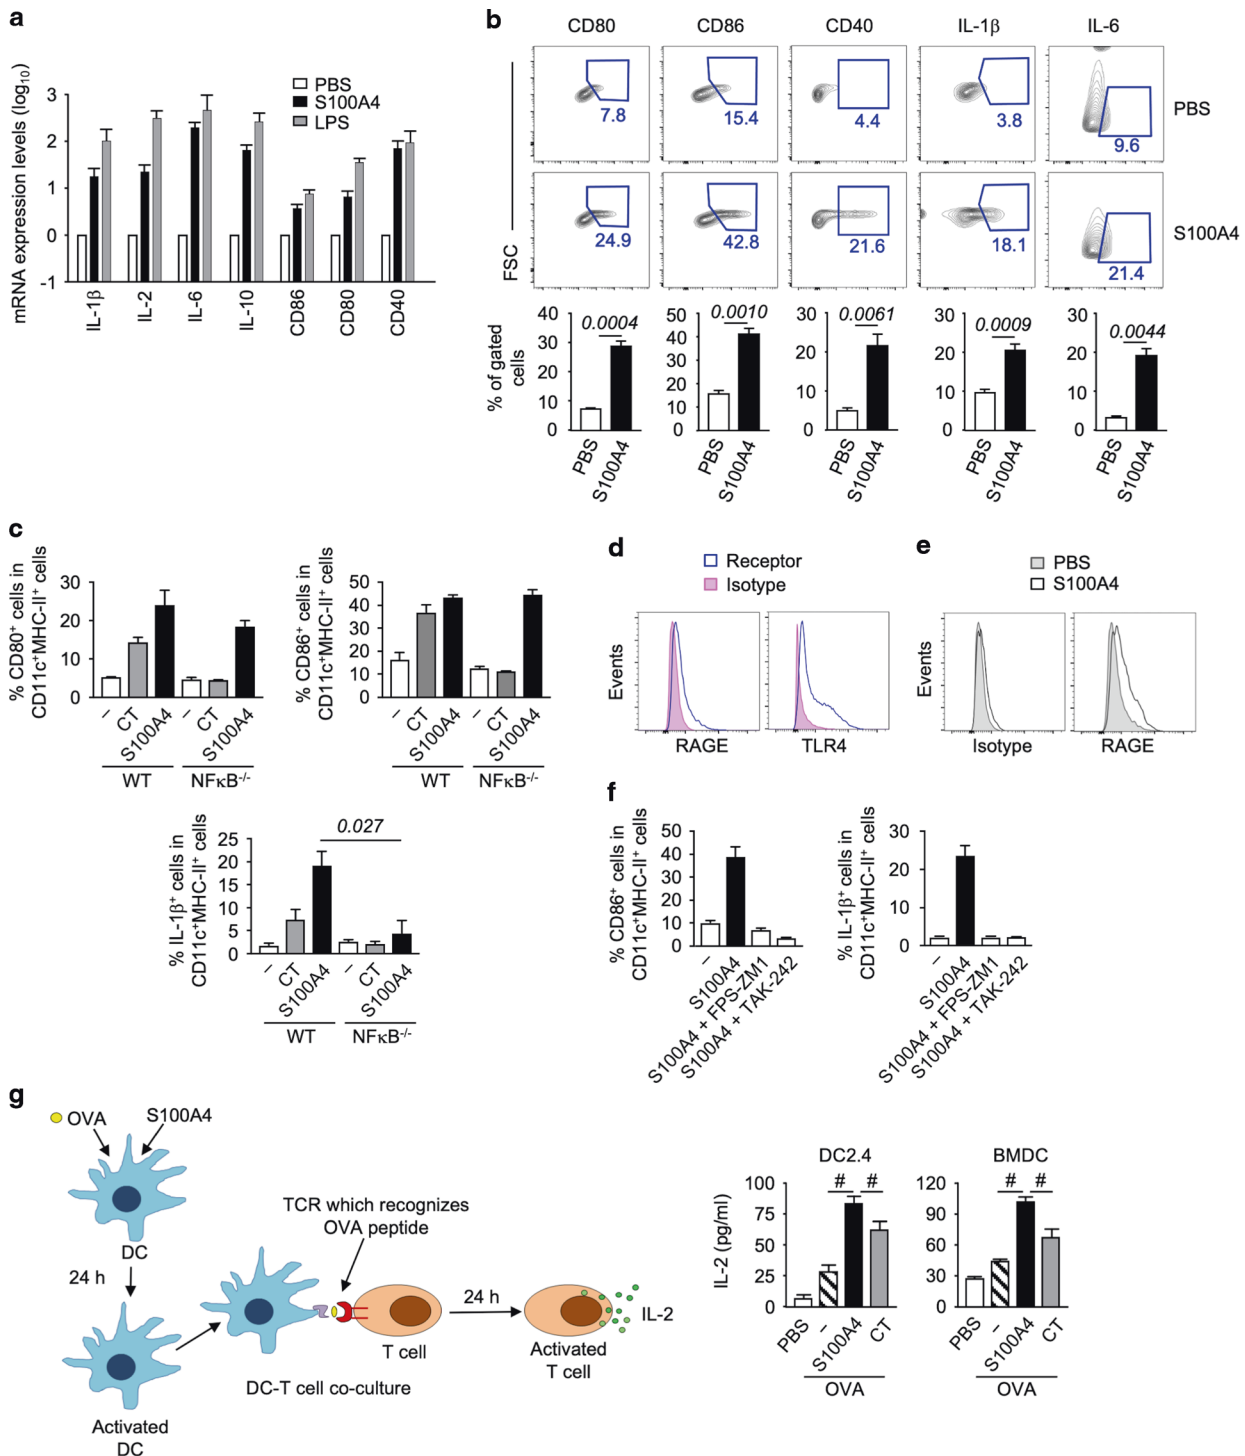 a
mRNA expression levels (log10)
3
2
1
0
-1
PBS
S100A4
LPS
IL-1β
IL-2
IL-6
IL-10
CD86
CD80
CD40
b
CD80 CD86 CD40 IL-1β IL-6
7.8 15.4 4.4 3.8 9.6
PBS
24.9 42.8 21.6 18.1 21.4
S100A4
FSC
% of gated
cells
40
30
20
10
0
0.0004
PBS
S100A4
50
40
30
20
10
0
0.0010
PBS
S100A4
30
20
10
0
0.0061
PBS
S100A4
30
20
10
0
0.0009
PBS
S100A4
30
20
10
0
0.0044
PBS
S100A4
c
% CD80+ cells in
CD11c+MHC-II+ cells
30
20
10
0
– CT S100A4 – CT S100A4
WT NFκB-/-
% CD86+ cells in
CD11c+MHC-II+ cells
50
40
30
20
10
0
– CT S100A4 – CT S100A4
WT NFκB-/-
% IL-1β+ cells in
CD11c+MHC-II+ cells
25
20
15
10
5
0
0.027
– CT S100A4 – CT S100A4
WT NFκB-/-
d
Receptor
Isotype
Events
RAGE TLR4
e
PBS
S100A4
Events
Isotype RAGE
f
% CD86+ cells in
CD11c+MHC-II+ cells
50
40
30
20
10
0
–
S100A4
S100A4 + FPS-ZM1
S100A4 + TAK-242
% IL-1β+ cells in
CD11c+MHC-II+ cells
30
20
10
0
–
S100A4
S100A4 + FPS-ZM1
S100A4 + TAK-242
g
OVA S100A4
DC
24 h
Activated
DC
TCR which recognizes
OVA peptide
T cell
DC-T cell co-culture
24 h
IL-2
Activated
T cell
DC2.4
IL-2 (pg/ml)
100
75
50
25
0
# #
PBS – S100A4 CT
OVA
BMDC
120
90
60
30
0
# #
PBS – S100A4 CT
OVA